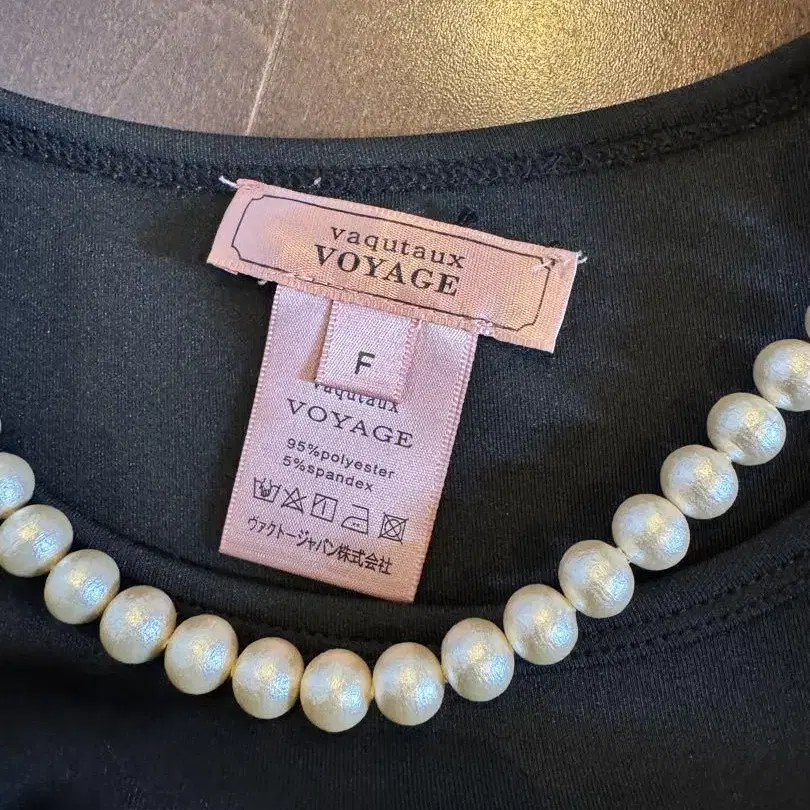 vaqutaux
VOYAGE
F
vaqutaux
VOYAGE
95%polyester
5%spandex
ヴァクトージャパン株式会社